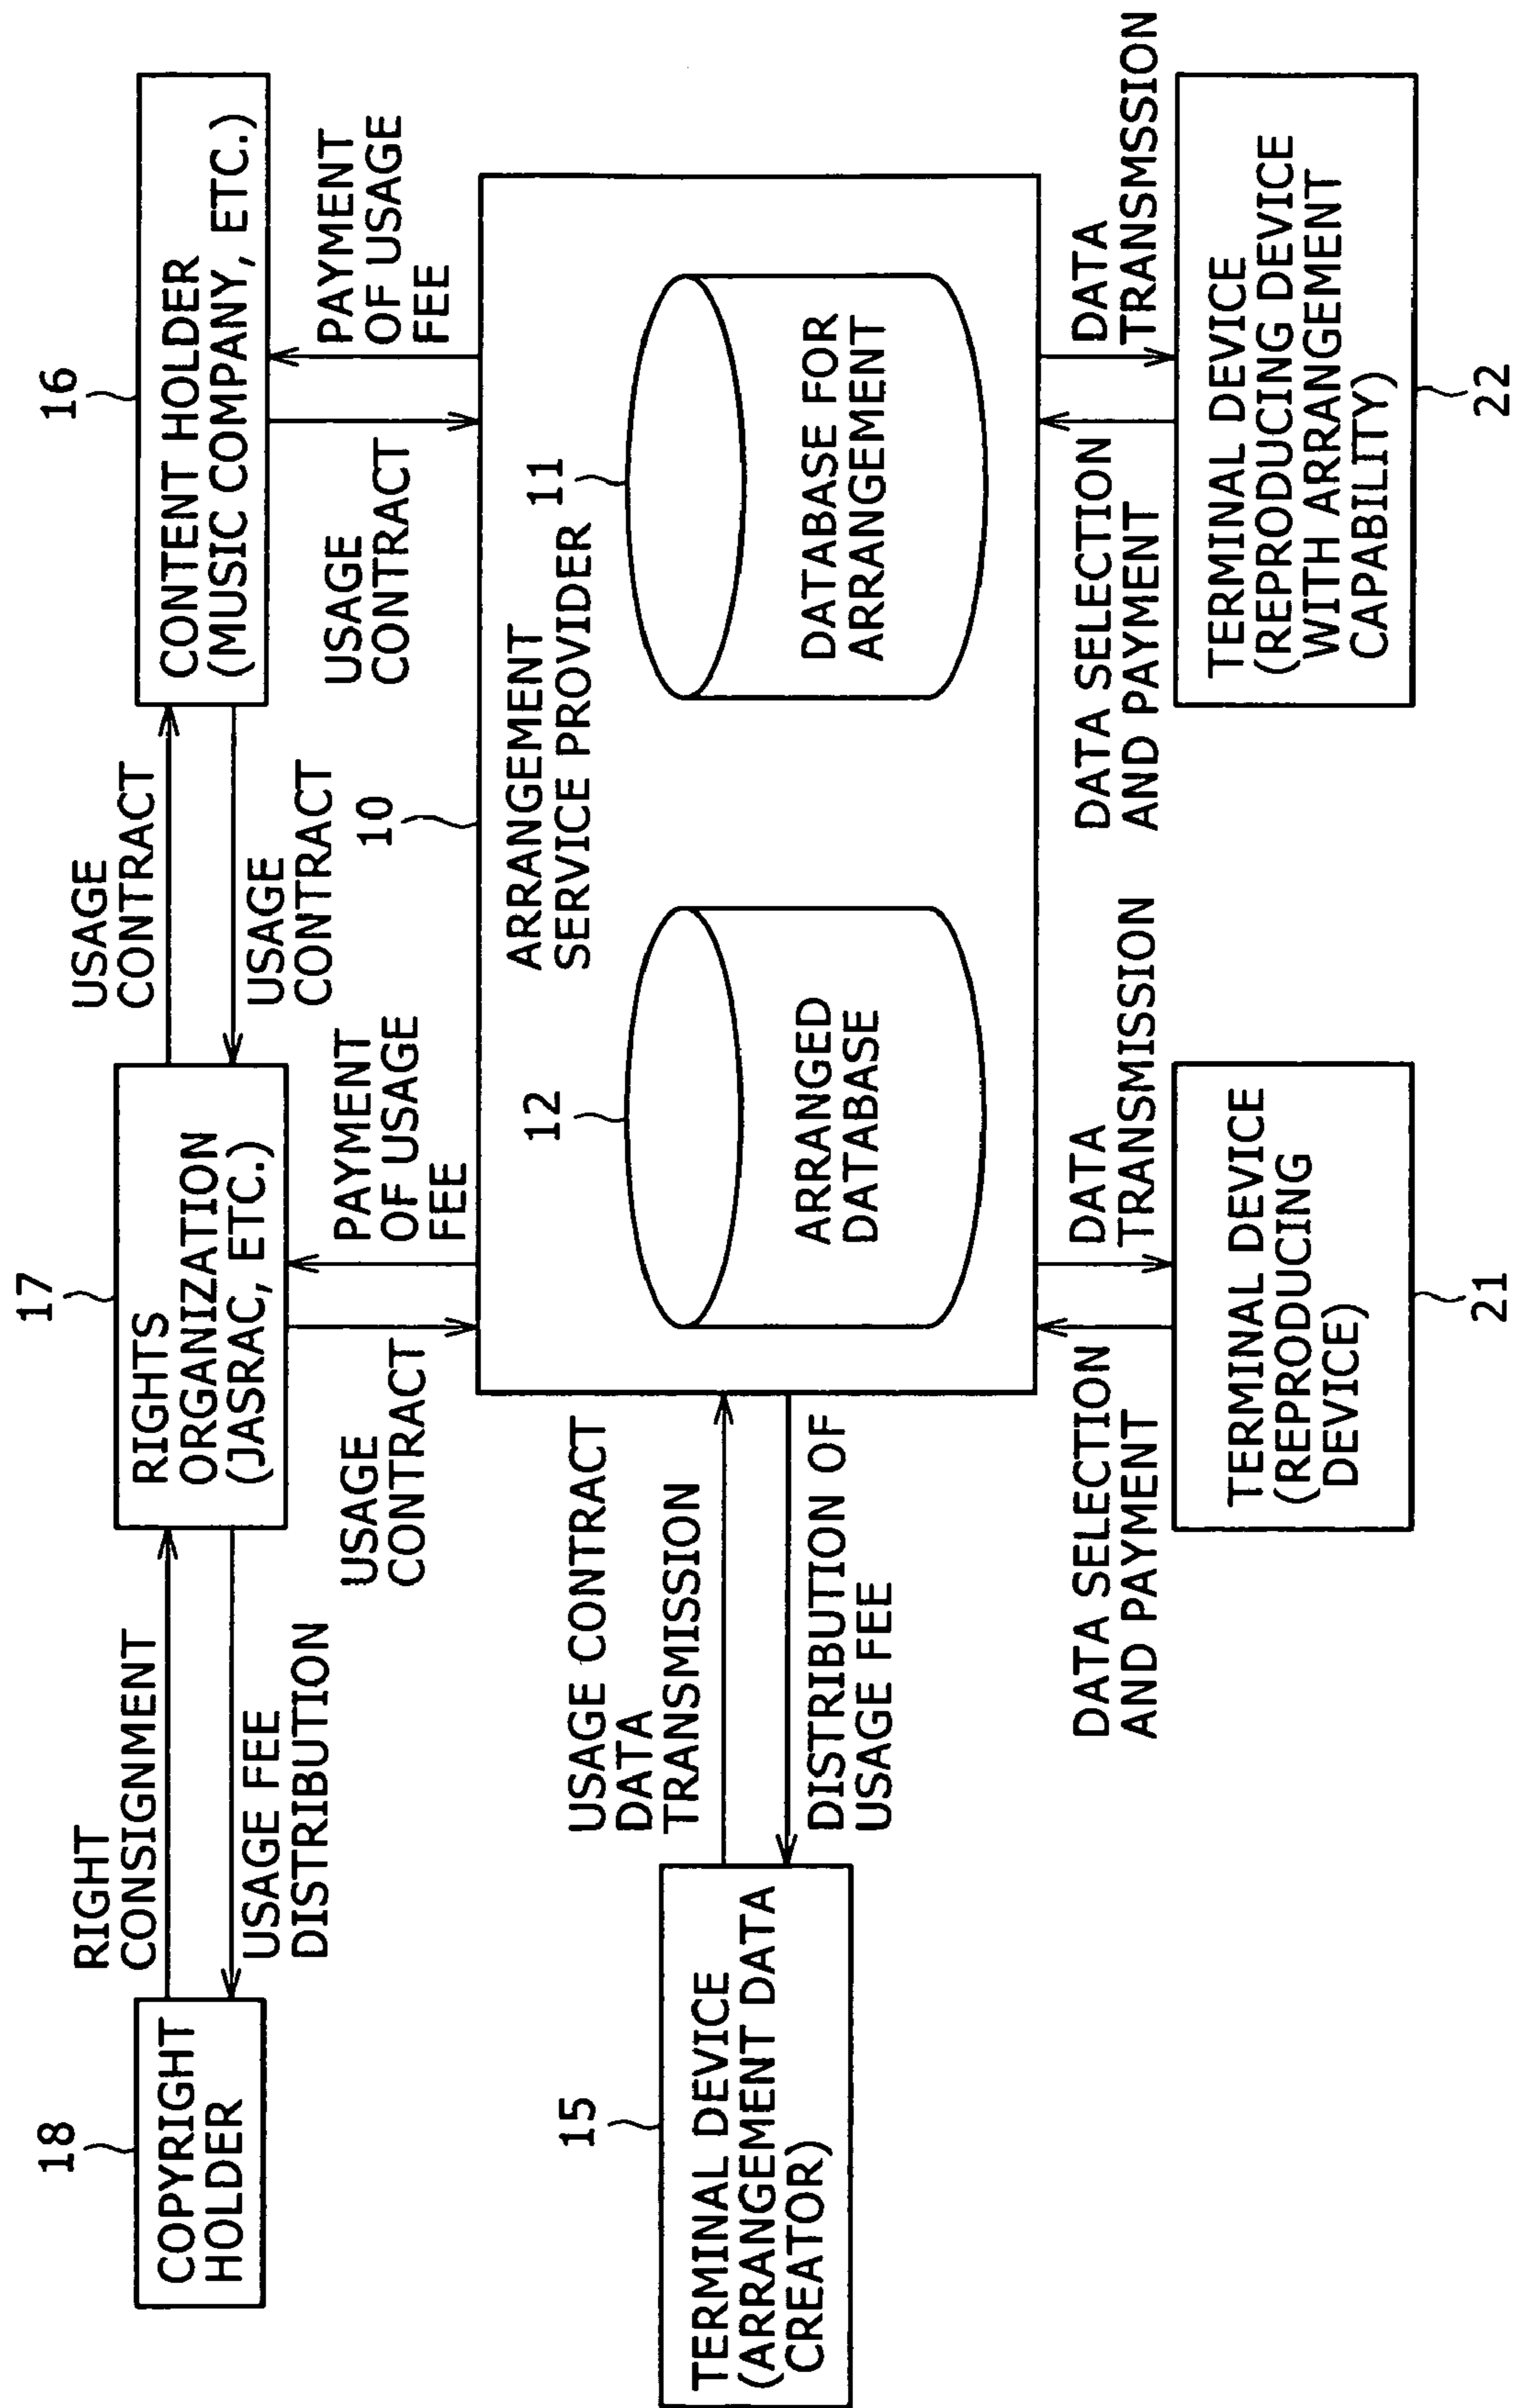 18
COPYRIGHT
HOLDER
RIGHT
CONSIGNMENT
USAGE FEE
DISTRIBUTION
17
RIGHTS
ORGANIZATION
(JASRAC, ETC.)
USAGE
CONTRACT
USAGE
CONTRACT
16
CONTENT HOLDER
(MUSIC COMPANY, ETC.)
USAGE
CONTRACT
PAYMENT
OF USAGE
FEE
10
USAGE
CONTRACT
PAYMENT
OF USAGE
FEE
15
TERMINAL DEVICE
(ARRANGEMENT DATA
CREATOR)
USAGE CONTRACT
DATA
TRANSMISSION
DISTRIBUTION OF
USAGE FEE
ARRANGEMENT
SERVICE PROVIDER
12
ARRANGED
DATABASE
11
DATABASE FOR
ARRANGEMENT
DATA SELECTION
AND PAYMENT
DATA
TRANSMISSION
DATA SELECTION
AND PAYMENT
DATA
TRANSMSSION
TERMINAL DEVICE
(REPRODUCING
DEVICE)
21
TERMINAL DEVICE
(REPRODUCING DEVICE
WITH ARRANGEMENT
CAPABILITY)
22